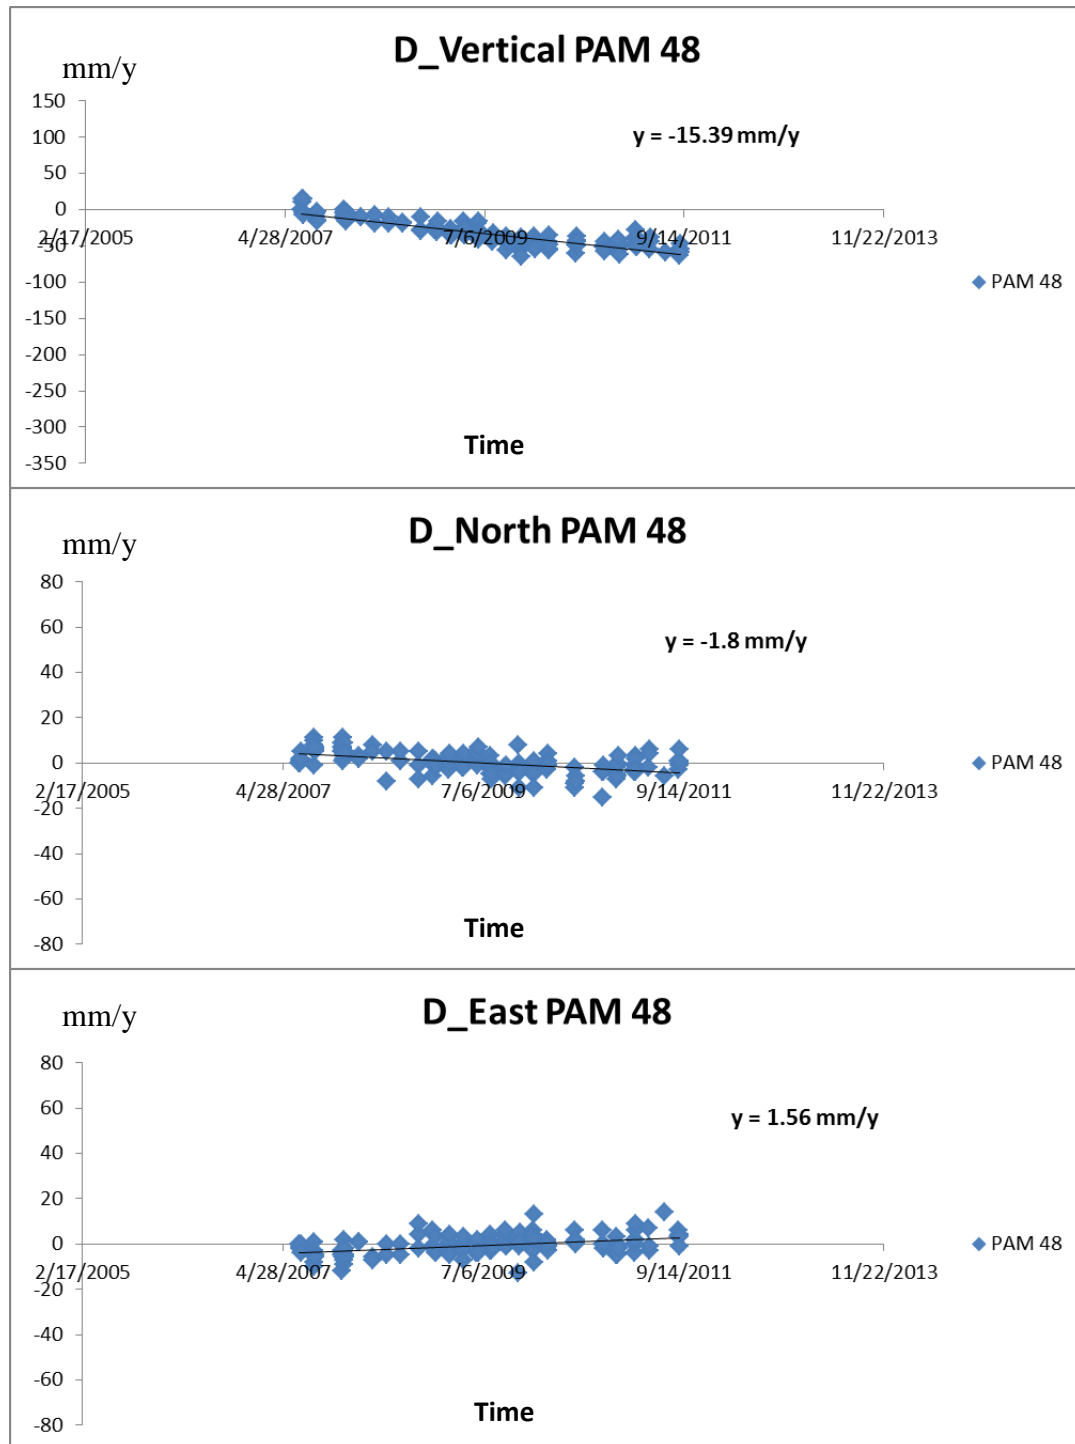 D_Vertical PAM 48
mm/y
150
100
y = -15.39 mm/y
50
0
2/17/2005 4/28/2007 7/6/2009 9/14/2011 11/22/2013
-50
-100
PAM 48
-150
-200
-250
-300
-350
Time
D_North PAM 48
mm/y
80
60
y = -1.8 mm/y
40
20
0
PAM 48
2/17/2005 4/28/2007 7/6/2009 9/14/2011 11/22/2013
-20
-40
-60
-80
Time
D_East PAM 48
mm/y
80
60
y = 1.56 mm/y
40
20
0
PAM 48
2/17/2005 4/28/2007 7/6/2009 9/14/2011 11/22/2013
-20
-40
-60
-80
Time